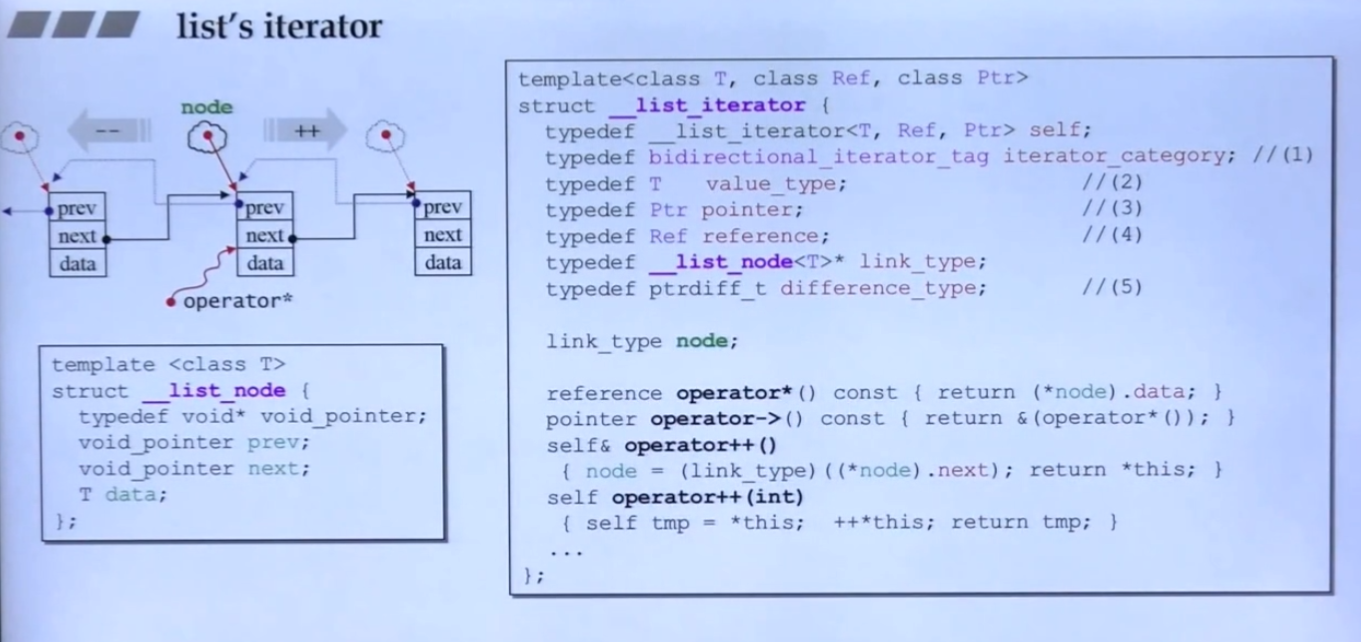 list's iterator
node
--
++
prev
next
data
prev
next
data
prev
next
data
operator*
template <class T>
struct __list_node {
typedef void* void_pointer;
void_pointer prev;
void_pointer next;
T data;
};
template<class T, class Ref, class Ptr>
struct __list_iterator {
typedef __list_iterator<T, Ref, Ptr> self;
typedef bidirectional_iterator_tag iterator_category; //(1)
typedef T value_type; //(2)
typedef Ptr pointer; //(3)
typedef Ref reference; //(4)
typedef __list_node<T>* link_type;
typedef ptrdiff_t difference_type; //(5)
link_type node;
reference operator*() const { return (*node).data; }
pointer operator->() const { return &(operator*()); }
self& operator++()
{ node = (link_type)((*node).next); return *this; }
self operator++(int)
{ self tmp = *this; ++*this; return tmp; }
...
};